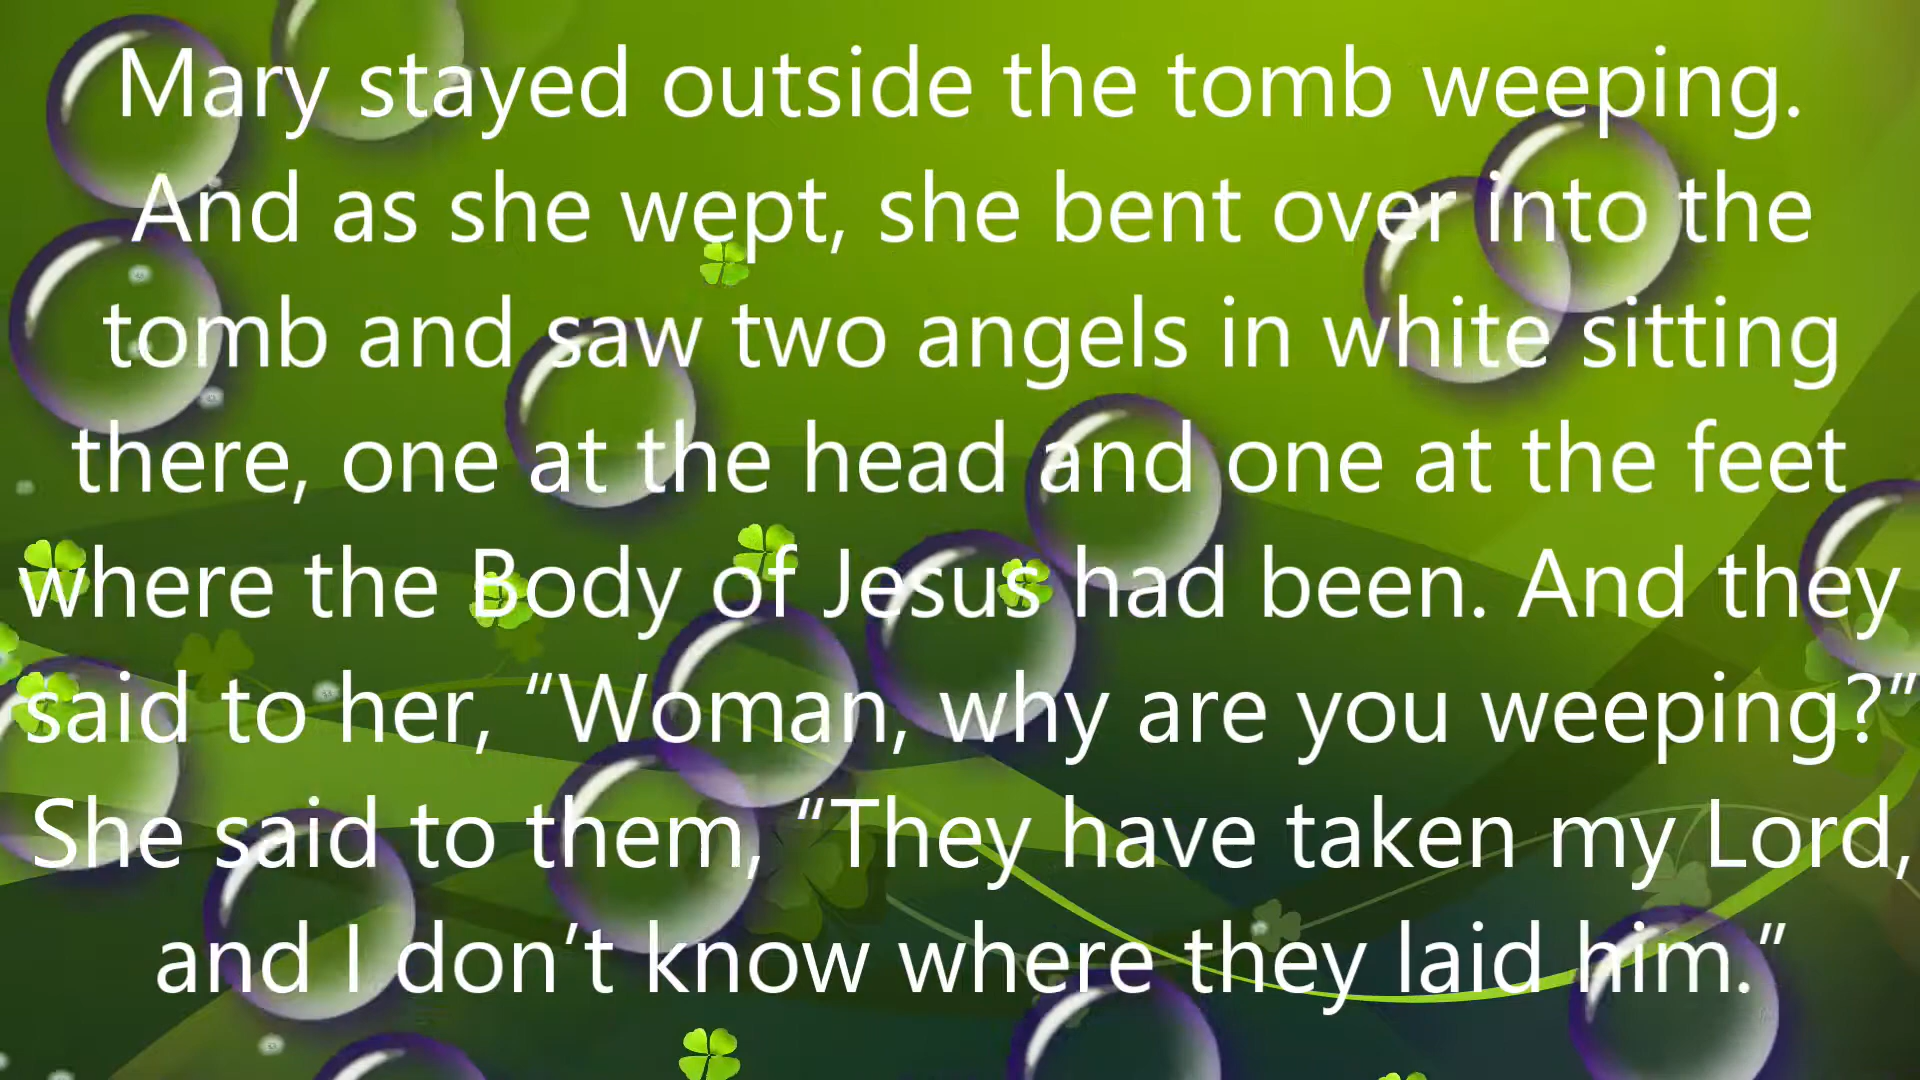 Mary stayed outside the tomb weeping.
And as she wept, she bent over into the
tomb and saw two angels in white sitting
there, one at the head and one at the feet
where the Body of Jesus had been. And they
said to her, “Woman, why are you weeping?”
She said to them, “They have taken my Lord,
and I don’t know where they laid him.”